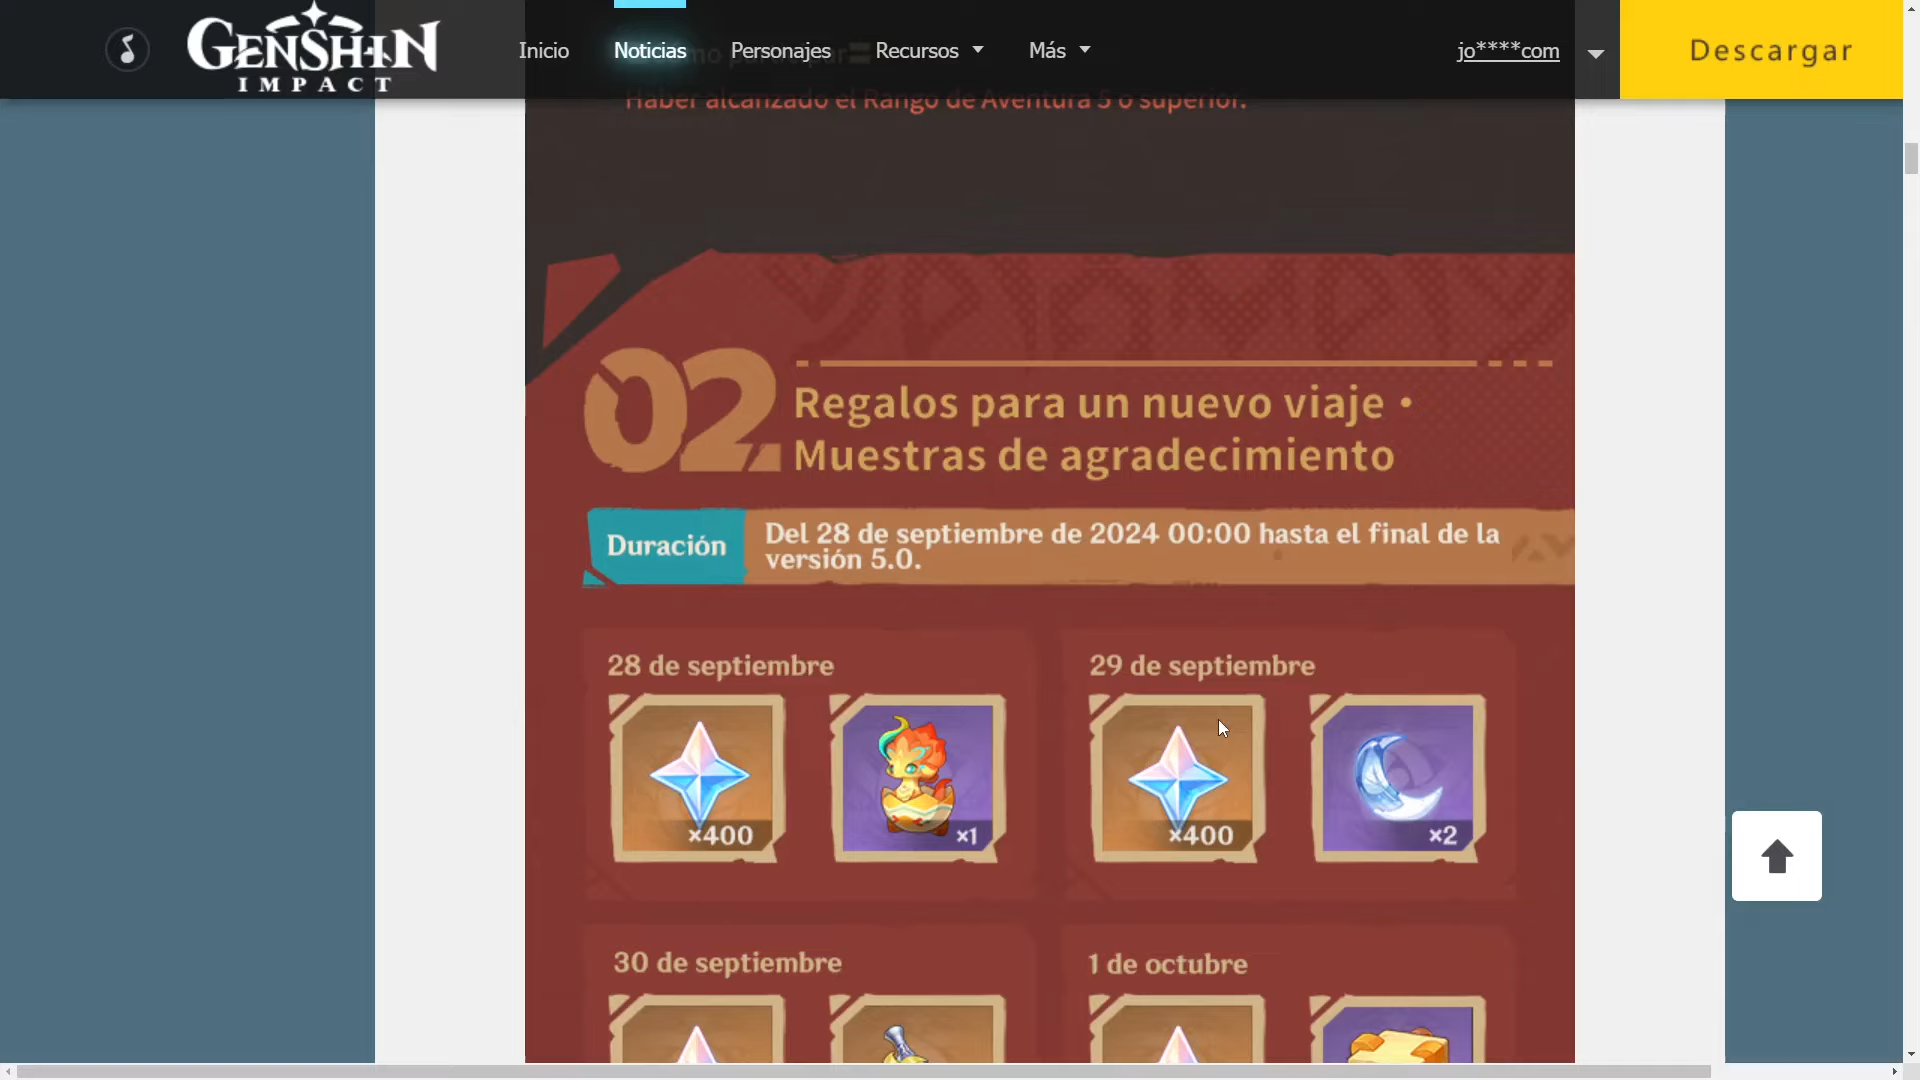 GENSHIN
IMPACT
Inicio
Noticias
Personajes
Recursos
Más
jo****com
Descargar
Haber alcanzado el Rango de Aventura 5 o superior.
02
Regalos para un nuevo viaje •
Muestras de agradecimiento
Duración
Del 28 de septiembre de 2024 00:00 hasta el final de la
versión 5.0.
28 de septiembre
29 de septiembre
×400
×1
×400
×2
30 de septiembre
1 de octubre